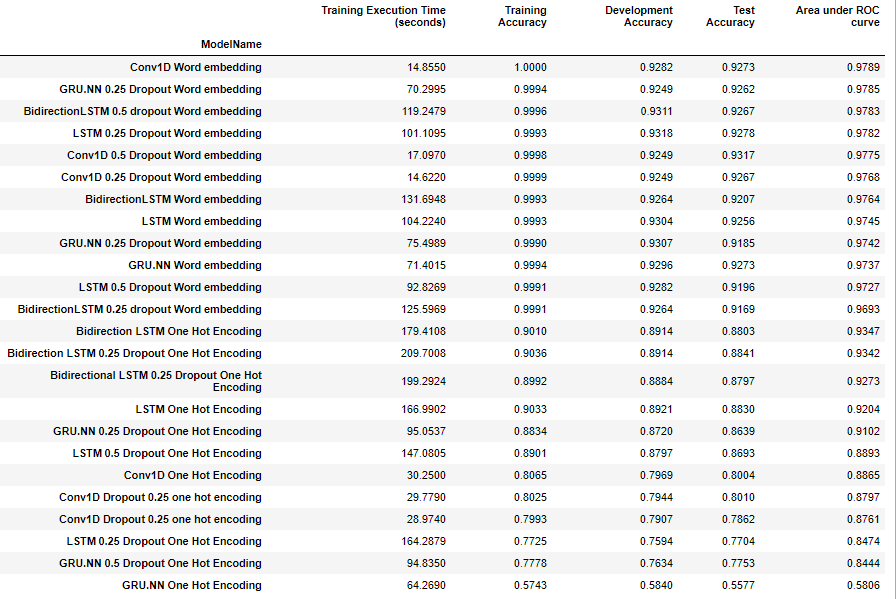 Training Execution Time (seconds) Training Accuracy Development Accuracy Test Accuracy Area under ROC curve
ModelName
Conv1D Word embedding 14.8550 1.0000 0.9282 0.9273 0.9789
GRU.NN 0.25 Dropout Word embedding 70.2995 0.9994 0.9249 0.9262 0.9785
BidirectionLSTM 0.5 dropout Word embedding 119.2479 0.9996 0.9311 0.9267 0.9783
LSTM 0.25 Dropout Word embedding 101.1095 0.9993 0.9318 0.9278 0.9782
Conv1D 0.5 Dropout Word embedding 17.0970 0.9998 0.9249 0.9317 0.9775
Conv1D 0.25 Dropout Word embedding 14.6220 0.9999 0.9249 0.9267 0.9768
BidirectionLSTM Word embedding 131.6948 0.9993 0.9264 0.9207 0.9764
LSTM Word embedding 104.2240 0.9993 0.9304 0.9256 0.9745
GRU.NN 0.25 Dropout Word embedding 75.4989 0.9990 0.9307 0.9185 0.9742
GRU.NN Word embedding 71.4015 0.9994 0.9296 0.9273 0.9737
LSTM 0.5 Dropout Word embedding 92.8269 0.9991 0.9282 0.9196 0.9727
BidirectionLSTM 0.25 dropout Word embedding 125.5969 0.9991 0.9264 0.9169 0.9693
Bidirection LSTM One Hot Encoding 179.4108 0.9010 0.8914 0.8803 0.9347
Bidirection LSTM 0.25 Dropout One Hot Encoding 209.7008 0.9036 0.8914 0.8841 0.9342
Bidirectional LSTM 0.25 Dropout One Hot Encoding 199.2924 0.8992 0.8884 0.8797 0.9273
LSTM One Hot Encoding 166.9902 0.9033 0.8921 0.8830 0.9204
GRU.NN 0.25 Dropout One Hot Encoding 95.0537 0.8834 0.8720 0.8639 0.9102
LSTM 0.5 Dropout One Hot Encoding 147.0805 0.8901 0.8797 0.8693 0.8893
Conv1D One Hot Encoding 30.2500 0.8065 0.7969 0.8004 0.8865
Conv1D Dropout 0.25 one hot encoding 29.7790 0.8025 0.7944 0.8010 0.8797
Conv1D Dropout 0.25 one hot encoding 28.9740 0.7993 0.7907 0.7862 0.8761
LSTM 0.25 Dropout One Hot Encoding 164.2879 0.7725 0.7594 0.7704 0.8474
GRU.NN 0.5 Dropout One Hot Encoding 94.8350 0.7778 0.7634 0.7753 0.8444
GRU.NN One Hot Encoding 64.2690 0.5743 0.5840 0.5577 0.5806